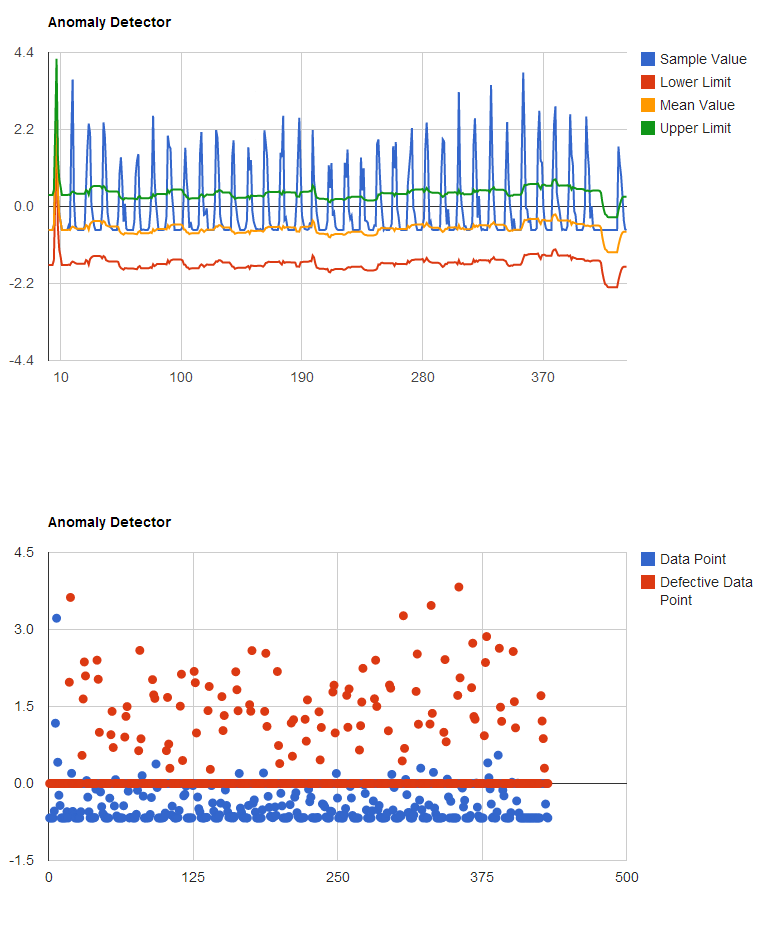 Anomaly Detector
4.4
2.2
0.0
-2.2
-4.4
10 100 190 280 370
Sample Value
Lower Limit
Mean Value
Upper Limit
Anomaly Detector
4.5
3.0
1.5
0.0
-1.5
0 125 250 375 500
Data Point
Defective Data
Point